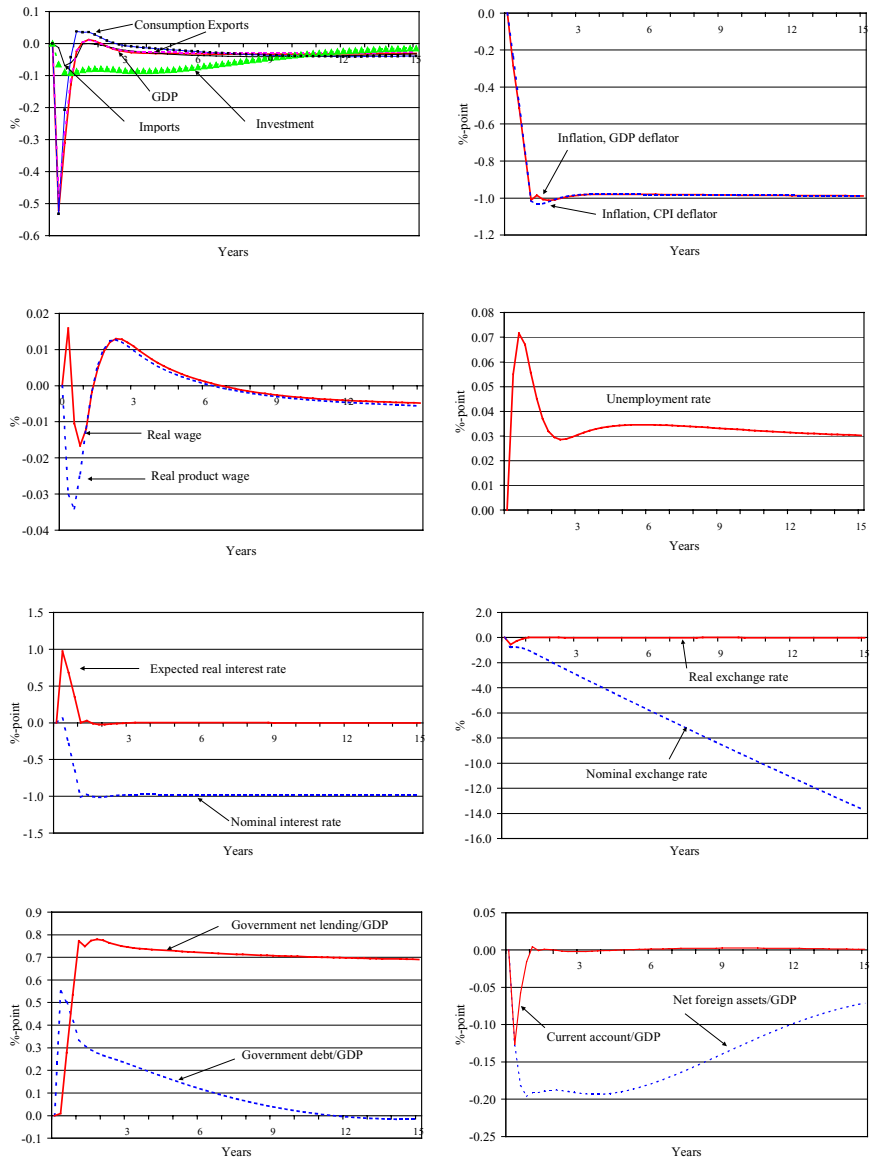 Consumption Exports
0.1
0.0
-0.1
-0.2
-0.3
-0.4
-0.5
-0.6
%
3 6 9 12 15
GDP
Imports
Investment
Years
0.0
-0.2
-0.4
-0.6
-0.8
-1.0
-1.2
%-point
0 3 6 9 12 15
Inflation, GDP deflator
Inflation, CPI deflator
Years
0.02
0.01
0.00
-0.01
-0.02
-0.03
-0.04
%
0 3 6 9 12 15
Real wage
Real product wage
Years
0.08
0.07
0.06
0.05
0.04
0.03
0.02
0.01
0.00
%-point
Unemployment rate
3 6 9 12 15
Years
1.5
1.0
0.5
0.0
-0.5
-1.0
-1.5
%-point
Expected real interest rate
3 6 9 12 15
Nominal interest rate
Years
2.0
0.0
-2.0
-4.0
-6.0
-8.0
-10.0
-12.0
-14.0
-16.0
%
3 6 9 12 15
Real exchange rate
Nominal exchange rate
Years
0.9
0.8
0.7
0.6
0.5
0.4
0.3
0.2
0.1
0.0
-0.1
%-point
Government net lending/GDP
Government debt/GDP
3 6 9 12 15
Years
0.05
0.00
-0.05
-0.10
-0.15
-0.20
-0.25
%-point
3 6 9 12 15
Net foreign assets/GDP
Current account/GDP
Years